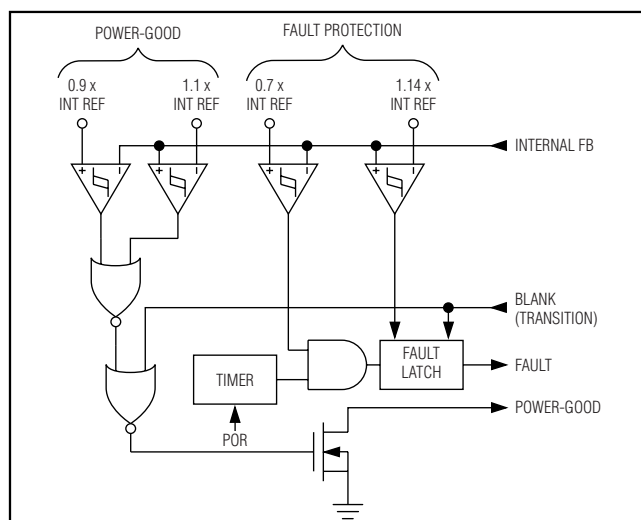 POWER-GOOD
FAULT PROTECTION
0.9 x
INT REF
1.1 x
INT REF
0.7 x
INT REF
1.14 x
INT REF
+ −
+ −
+ −
+ −
INTERNAL FB
BLANK
(TRANSITION)
TIMER
FAULT
LATCH
FAULT
POWER-GOOD
POR